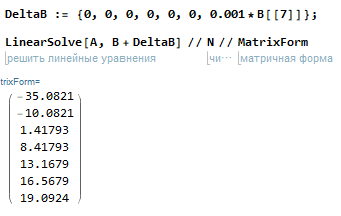 DeltaB := {0, 0, 0, 0, 0, 0, 0.001*B[[7]]};
LinearSolve[A, B + DeltaB] // N // MatrixForm
решить линейные уравнения чи⋯ матричная форма
trixForm=
-35.0821
-10.0821
1.41793
8.41793
13.1679
16.5679
19.0924